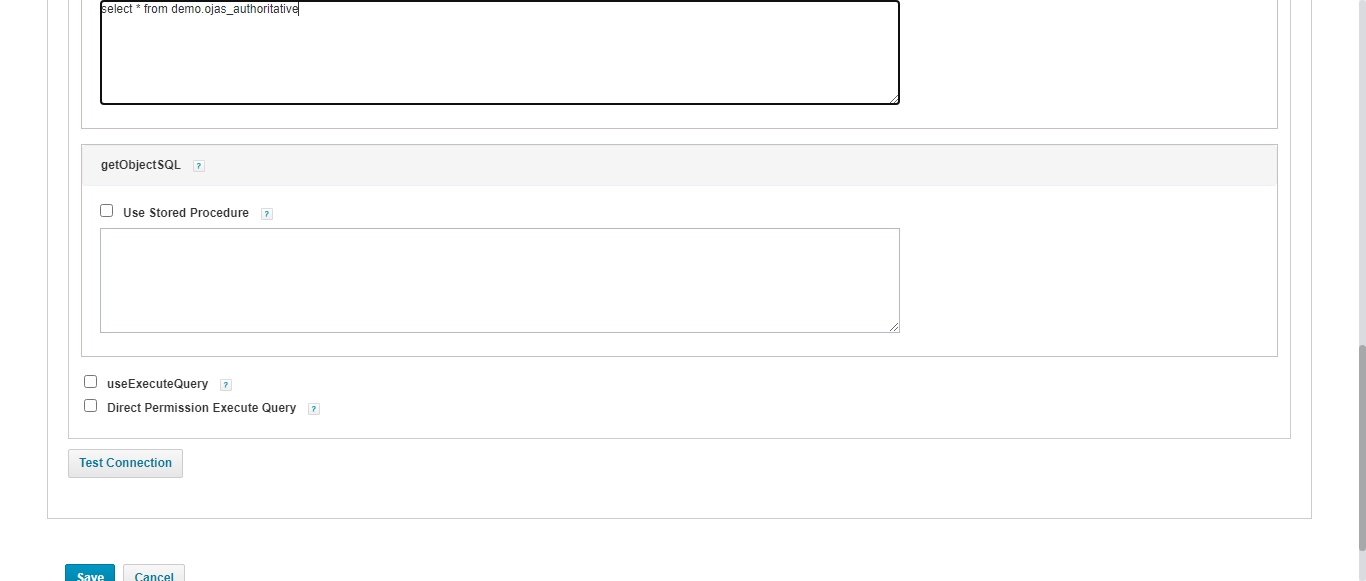 select * from demo.ojas_authoritative
getObjectSQL ?
Use Stored Procedure ?
useExecuteQuery ?
Direct Permission Execute Query ?
Test Connection
Save Cancel